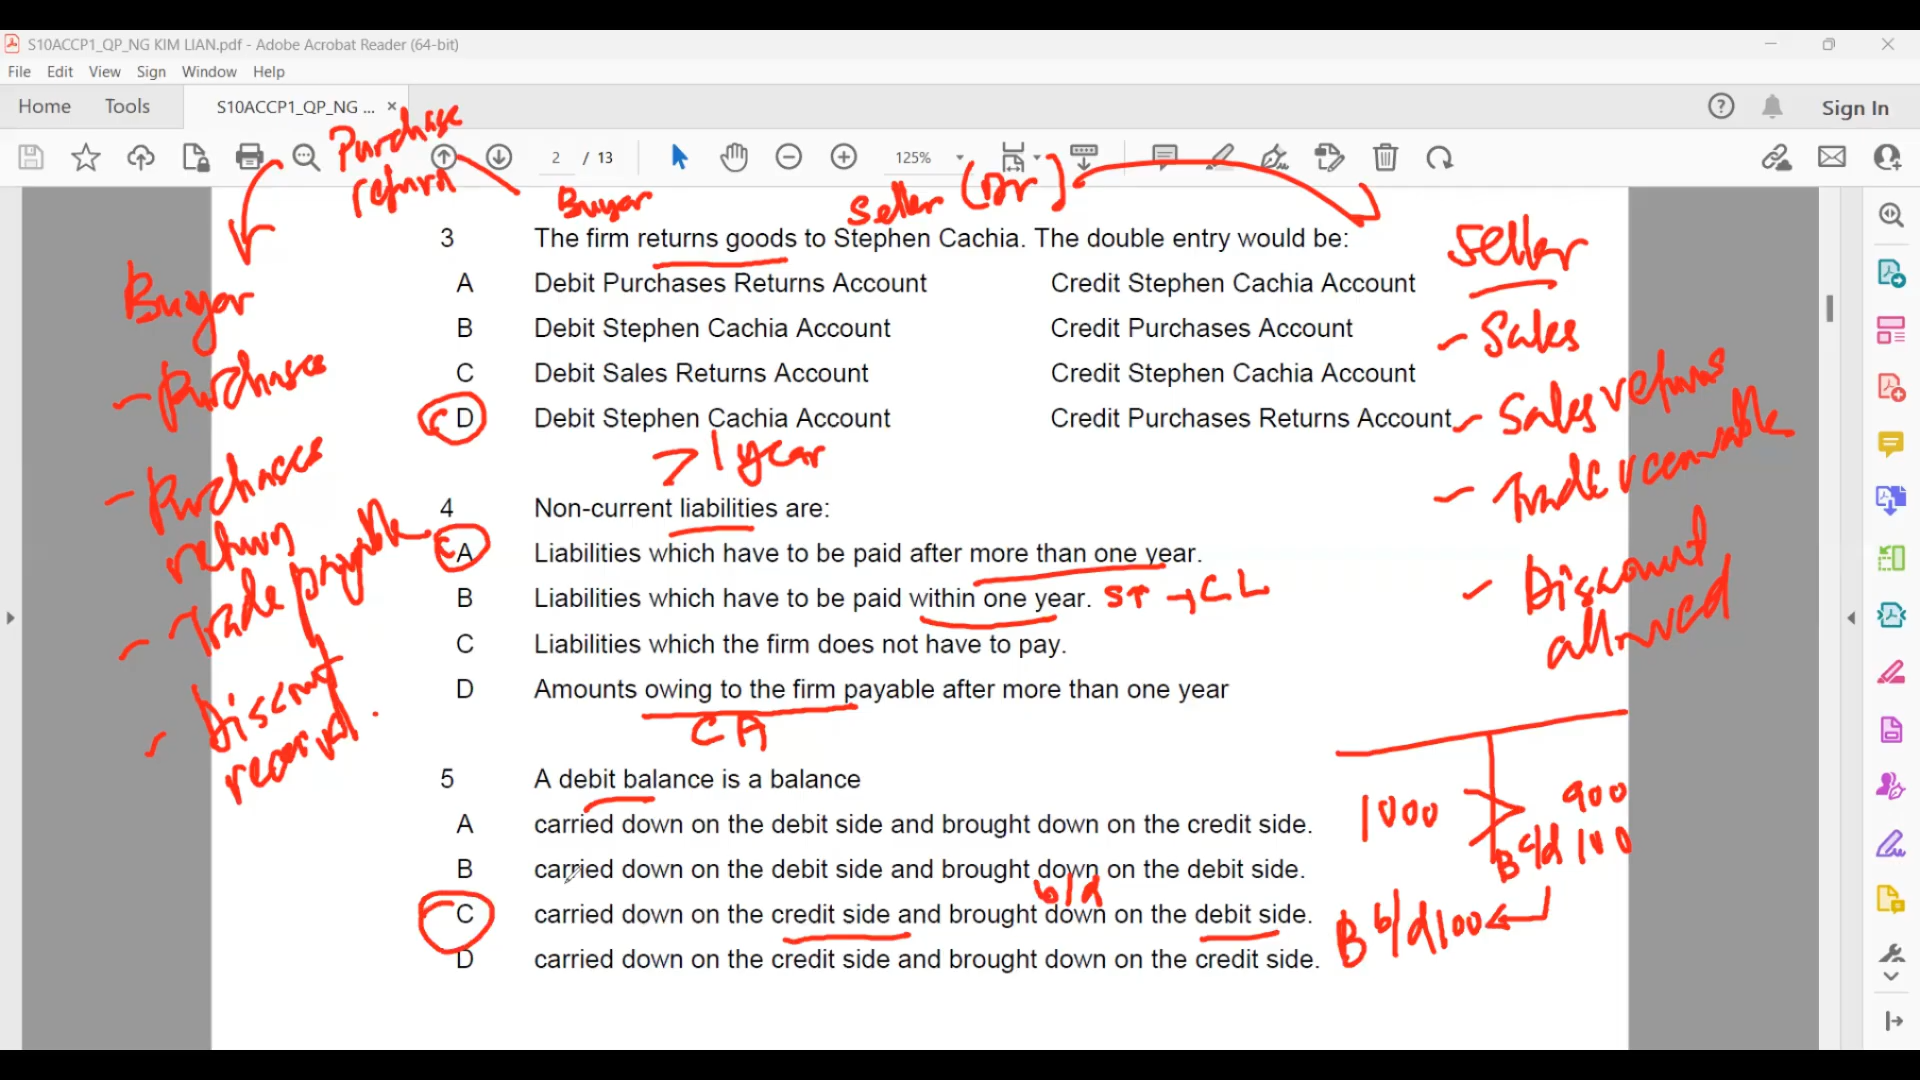 S10ACCP1_QP_NG KIM LIAN.pdf - Adobe Acrobat Reader (64-bit)
File Edit View Sign Window Help
Home Tools S10ACCP1_QP_NG ... × Sign In
Purchase
return
2 / 13 125%
Buyer Seller (Dr)
3 The firm returns goods to Stephen Cachia. The double entry would be:
A Debit Purchases Returns Account Credit Stephen Cachia Account
B Debit Stephen Cachia Account Credit Purchases Account
C Debit Sales Returns Account Credit Stephen Cachia Account
D Debit Stephen Cachia Account Credit Purchases Returns Account
Buyer
- Purchases
- Purchases
return
- Trade payable
- Discount
received.
Seller
- Sales
- Sales returns
- Trade receivable
- Discount
allowed
> 1 year
4 Non-current liabilities are:
A Liabilities which have to be paid after more than one year.
B Liabilities which have to be paid within one year. ST → CL
C Liabilities which the firm does not have to pay.
D Amounts owing to the firm payable after more than one year
CA
5 A debit balance is a balance
A carried down on the debit side and brought down on the credit side.
B carried down on the debit side and brought down on the debit side.
b/d
C carried down on the credit side and brought down on the debit side.
D carried down on the credit side and brought down on the credit side.
1000 > 900
B c/d 100
B b/d 100